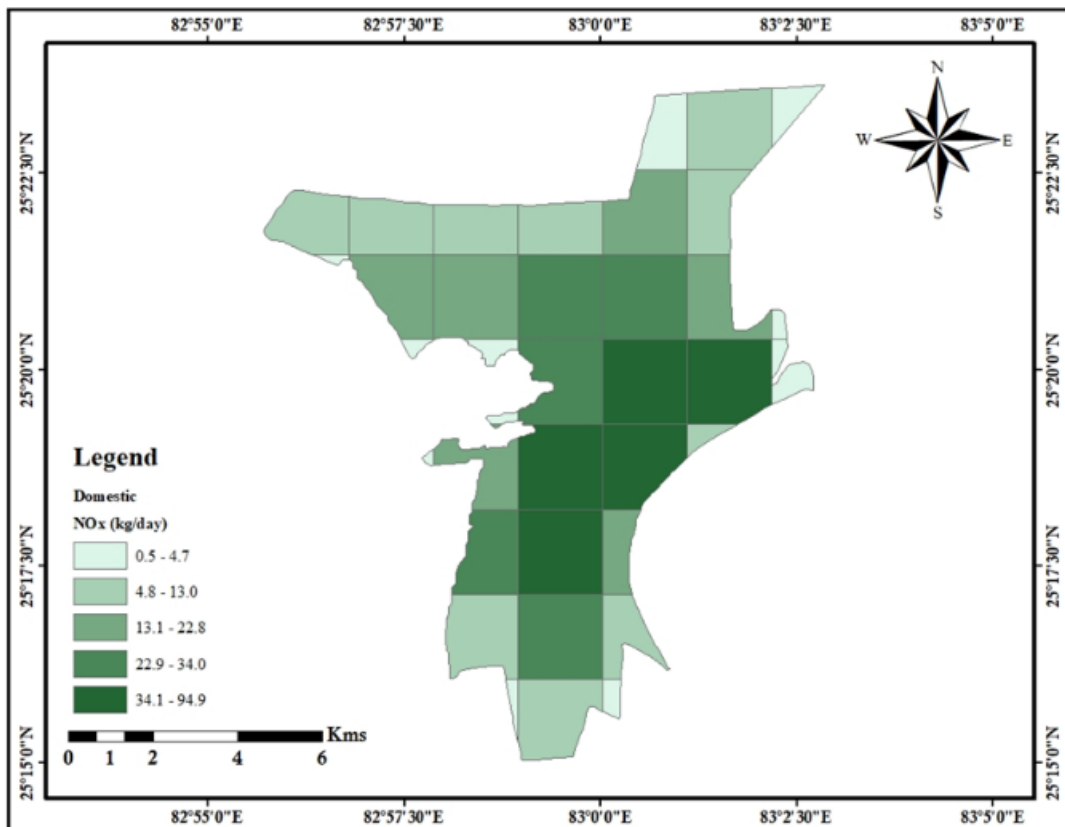 82°55'0"E 82°57'30"E 83°0'0"E 83°2'30"E 83°5'0"E
N
W E
S
25°22'30"N 25°22'30"N
25°20'0"N 25°20'0"N
25°17'30"N 25°17'30"N
25°15'0"N 25°15'0"N
Legend
Domestic
NOx (kg/day)
0.5 - 4.7
4.8 - 13.0
13.1 - 22.8
22.9 - 34.0
34.1 - 94.9
Kms
0 1 2 4 6
82°55'0"E 82°57'30"E 83°0'0"E 83°2'30"E 83°5'0"E